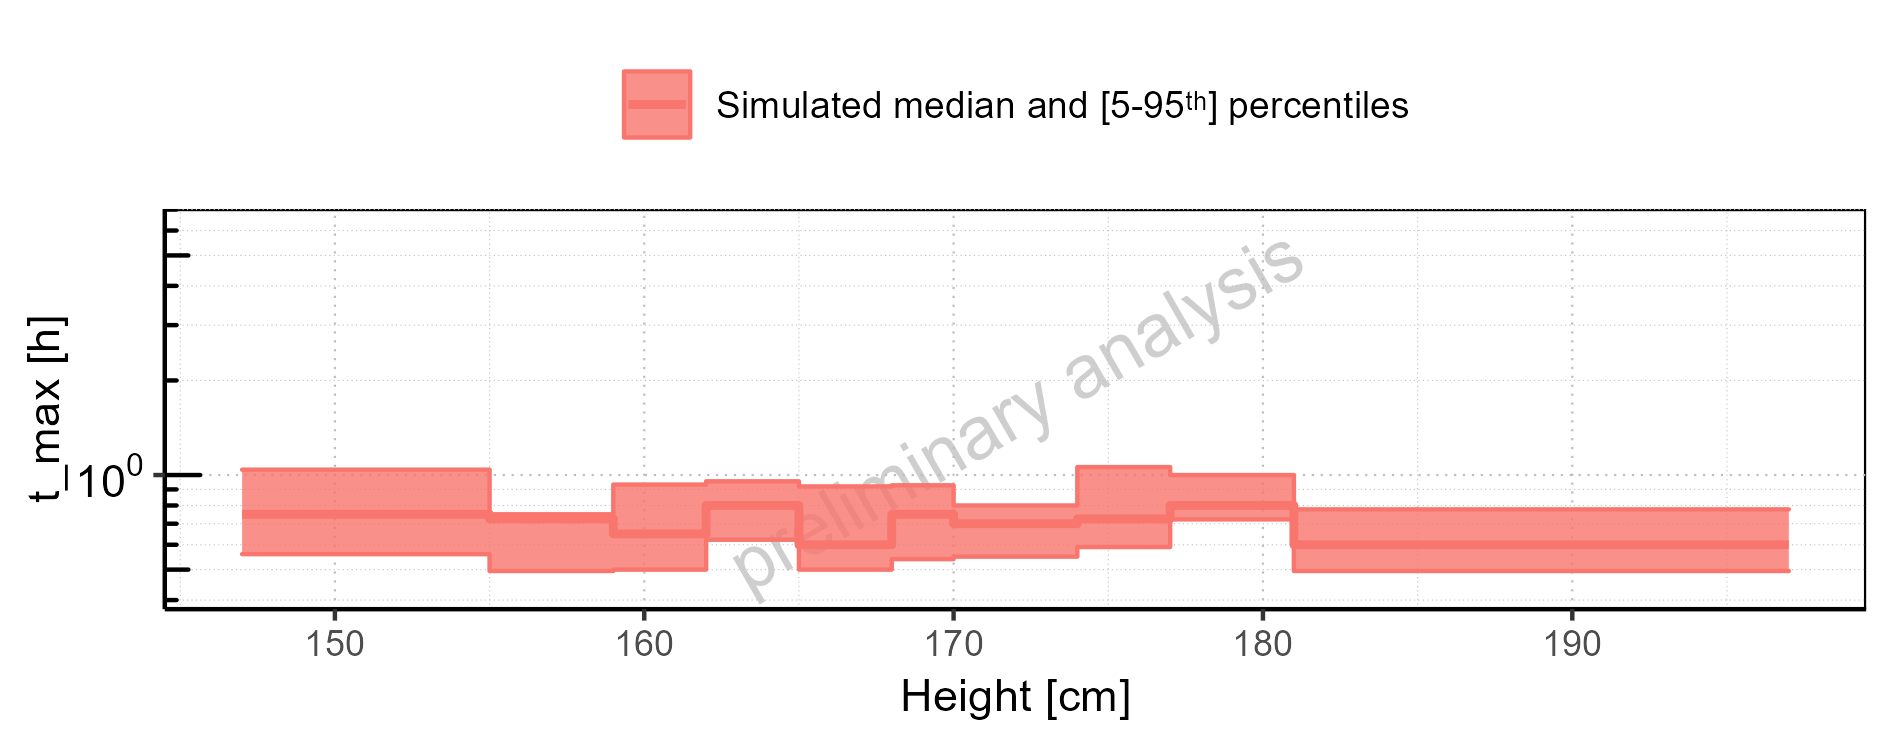 Simulated median and [5-95ᵗʰ] percentiles
t_max [h]
10⁰
preliminary analysis
150 160 170 180 190
Height [cm]